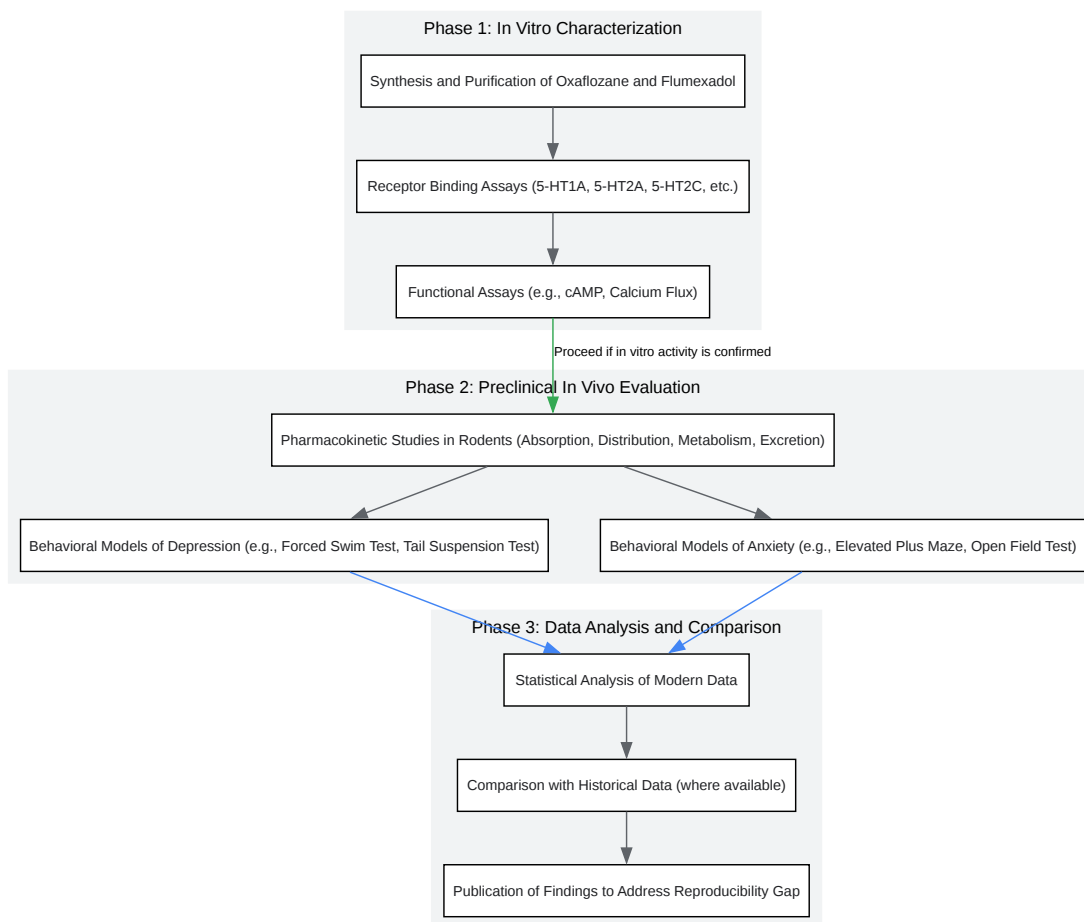 Phase 1: In Vitro Characterization
Synthesis and Purification of Oxaflozane and Flumexadol
Receptor Binding Assays (5-HT1A, 5-HT2A, 5-HT2C, etc.)
Functional Assays (e.g., cAMP, Calcium Flux)
Proceed if in vitro activity is confirmed
Phase 2: Preclinical In Vivo Evaluation
Pharmacokinetic Studies in Rodents (Absorption, Distribution, Metabolism, Excretion)
Behavioral Models of Depression (e.g., Forced Swim Test, Tail Suspension Test)
Behavioral Models of Anxiety (e.g., Elevated Plus Maze, Open Field Test)
Phase 3: Data Analysis and Comparison
Statistical Analysis of Modern Data
Comparison with Historical Data (where available)
Publication of Findings to Address Reproducibility Gap